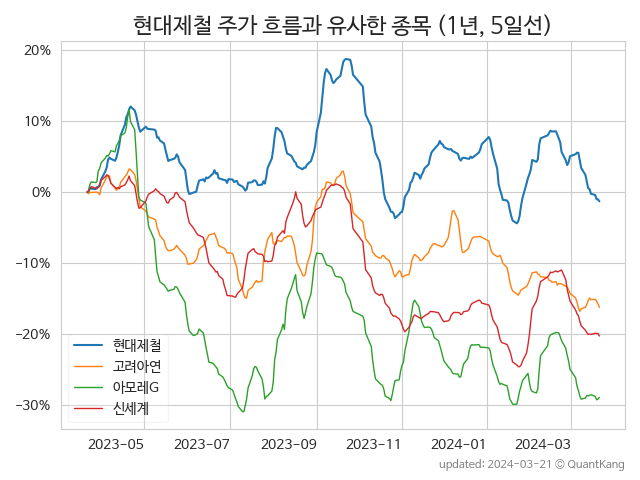 현대제철 주가 흐름과 유사한 종목 (1년, 5일선)
20%
10%
0%
−10%
−20%
−30%
현대제철
고려아연
아모레G
신세계
2023-05 2023-07 2023-09 2023-11 2024-01 2024-03
updated: 2024-03-21 © QuantKang